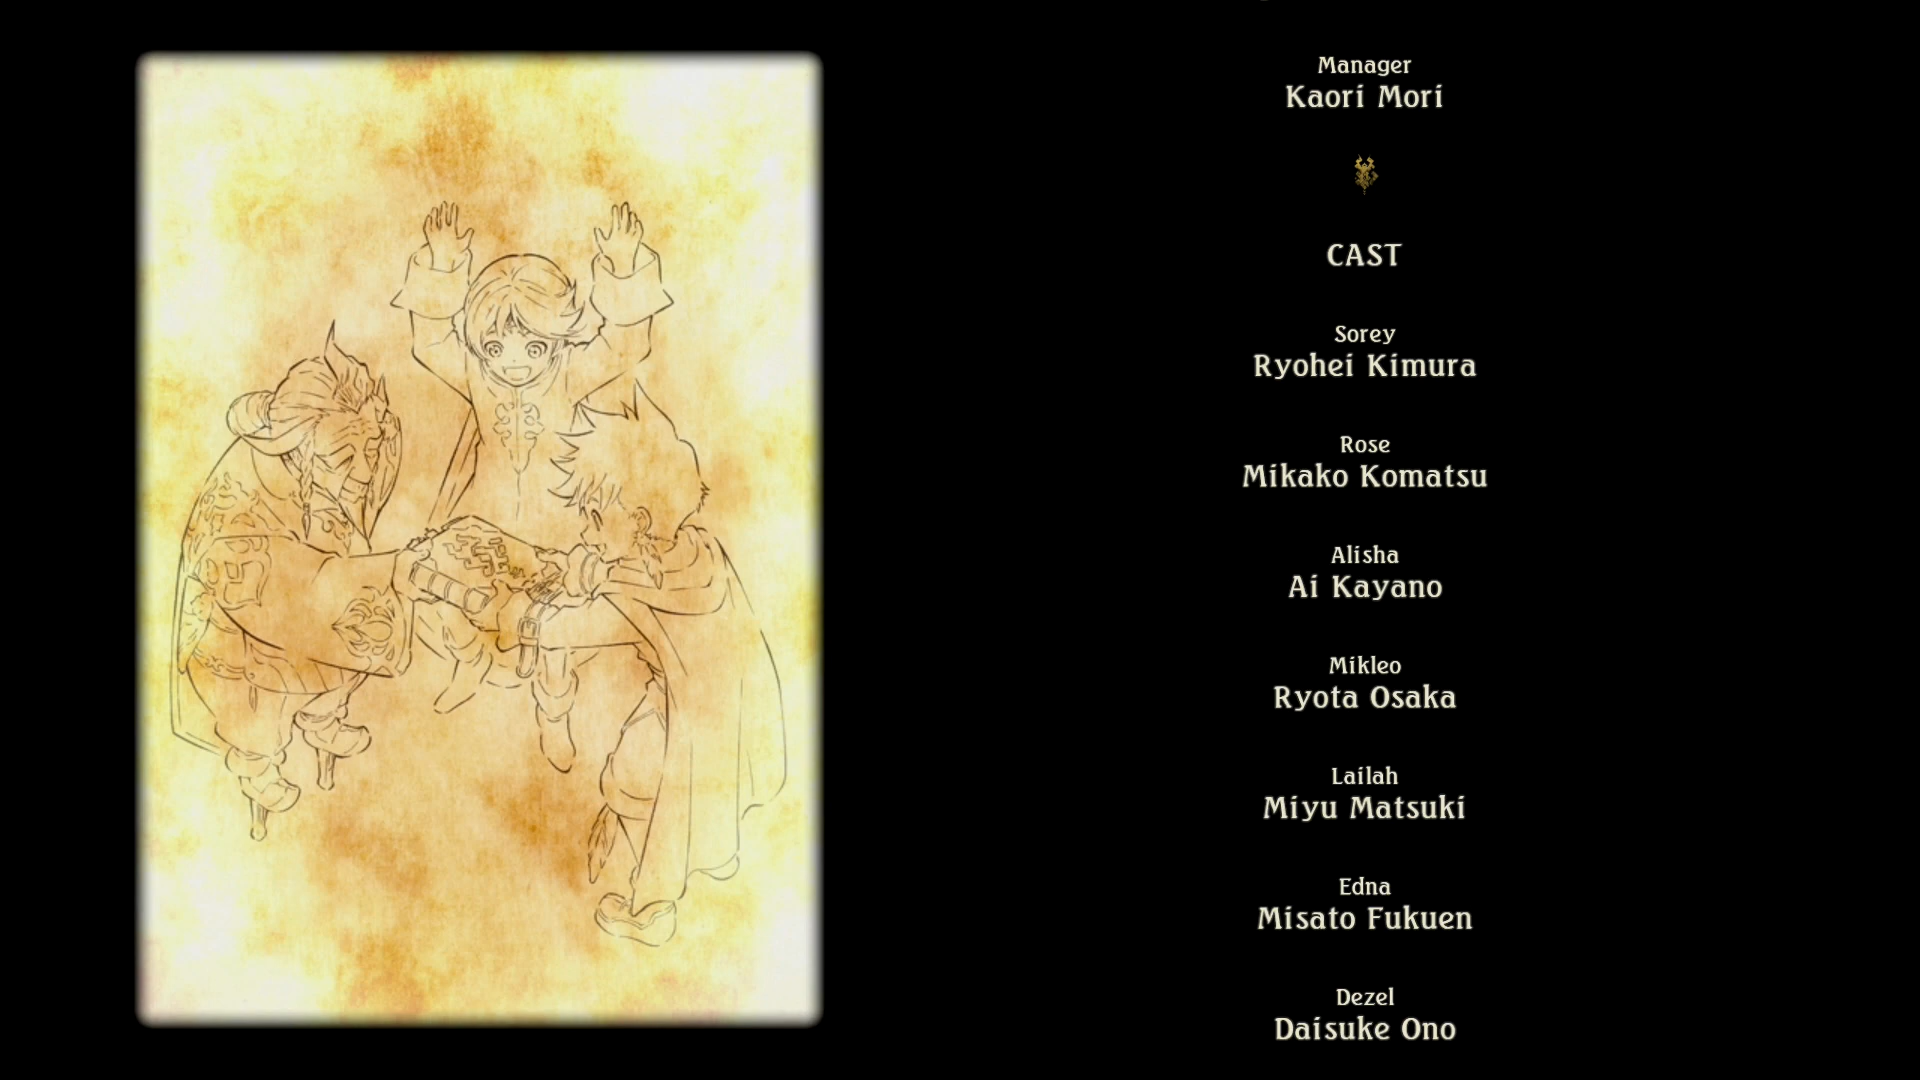 Manager
Kaori Mori
CAST
Sorey
Ryohei Kimura
Rose
Mikako Komatsu
Alisha
Ai Kayano
Mikleo
Ryota Osaka
Lailah
Miyu Matsuki
Edna
Misato Fukuen
Dezel
Daisuke Ono